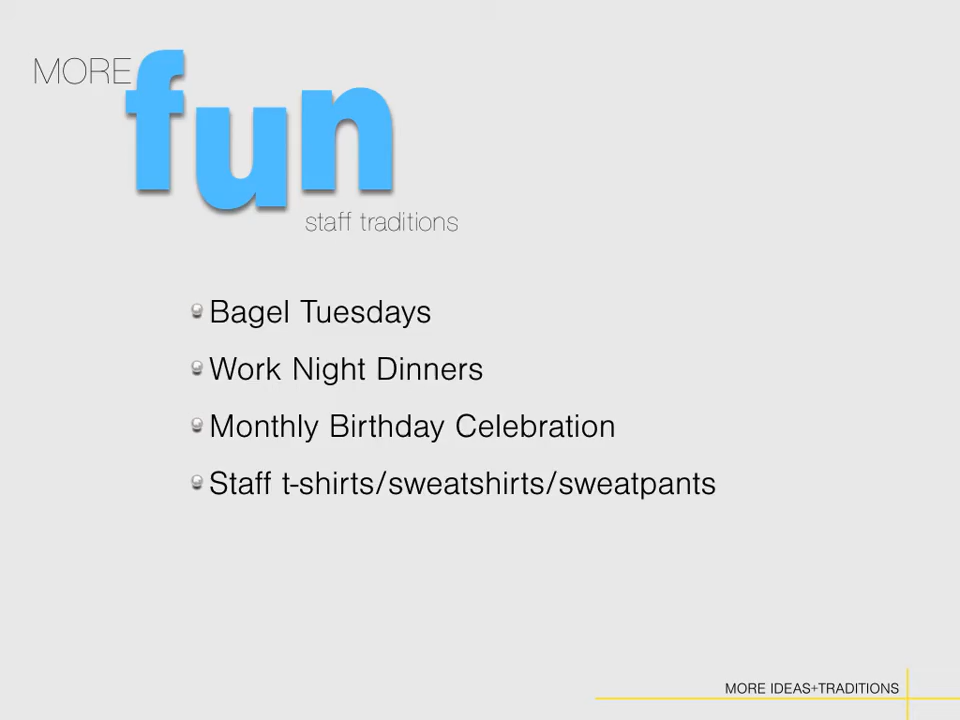 MORE fun
staff traditions
Bagel Tuesdays
Work Night Dinners
Monthly Birthday Celebration
Staff t-shirts/sweatshirts/sweatpants
MORE IDEAS+TRADITIONS